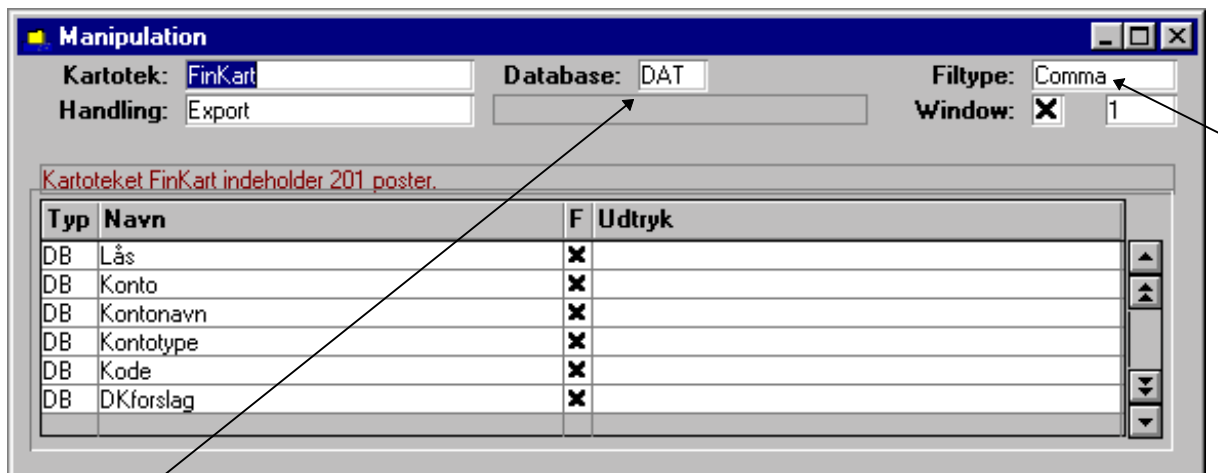 Manipulation
Kartotek: FinKart Database: DAT Filtype: Comma
Handling: Export Window: 1
Kartoteket FinKart indeholder 201 poster.
Typ Navn F Udtryk
DB Lås
DB Konto
DB Kontonavn
DB Kontotype
DB Kode
DB DKforslag